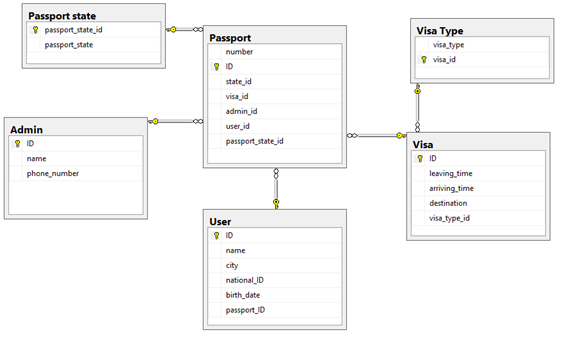 Passport state
passport_state_id
passport_state
Passport
number
ID
state_id
visa_id
admin_id
user_id
passport_state_id
Visa Type
visa_type
visa_id
Admin
ID
name
phone_number
Visa
ID
leaving_time
arriving_time
destination
visa_type_id
User
ID
name
city
national_ID
birth_date
passport_ID